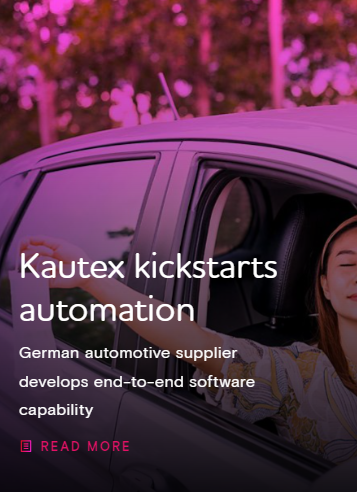 Kautex kickstarts
automation
German automotive supplier
develops end-to-end software
capability
READ MORE